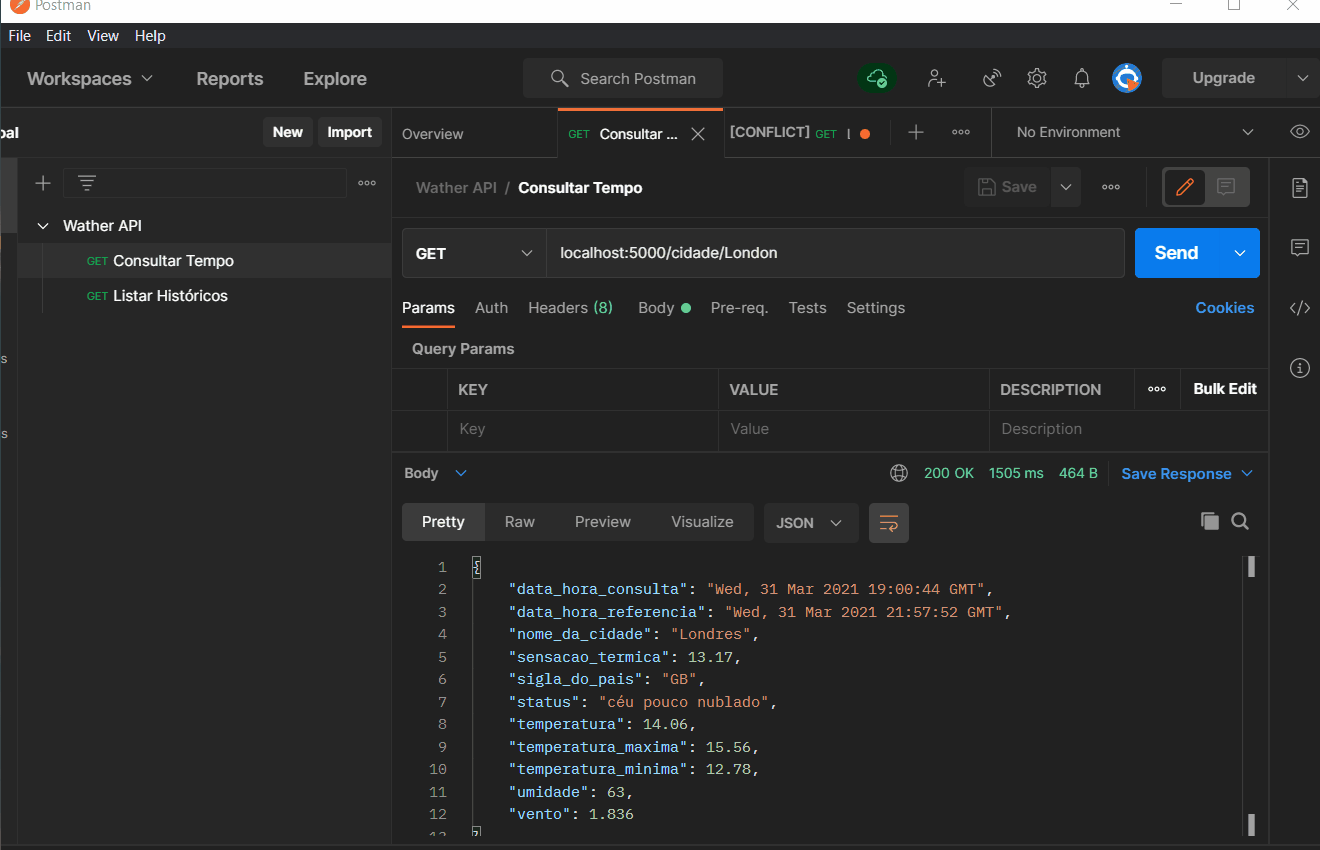 Postman
File Edit View Help
Workspaces Reports Explore Search Postman Upgrade
New Import Overview GET Consultar ... [CONFLICT] GET No Environment
Wather API / Consultar Tempo Save
Wather API
GET Consultar Tempo
GET Listar Históricos
GET localhost:5000/cidade/London Send
Params Auth Headers (8) Body Pre-req. Tests Settings Cookies
Query Params
KEY VALUE DESCRIPTION Bulk Edit
Key Value Description
Body 200 OK 1505 ms 464 B Save Response
Pretty Raw Preview Visualize JSON
1 {
2 "data_hora_consulta": "Wed, 31 Mar 2021 19:00:44 GMT",
3 "data_hora_referencia": "Wed, 31 Mar 2021 21:57:52 GMT",
4 "nome_da_cidade": "Londres",
5 "sensacao_termica": 13.17,
6 "sigla_do_pais": "GB",
7 "status": "céu pouco nublado",
8 "temperatura": 14.06,
9 "temperatura_maxima": 15.56,
10 "temperatura_minima": 12.78,
11 "umidade": 63,
12 "vento": 1.836